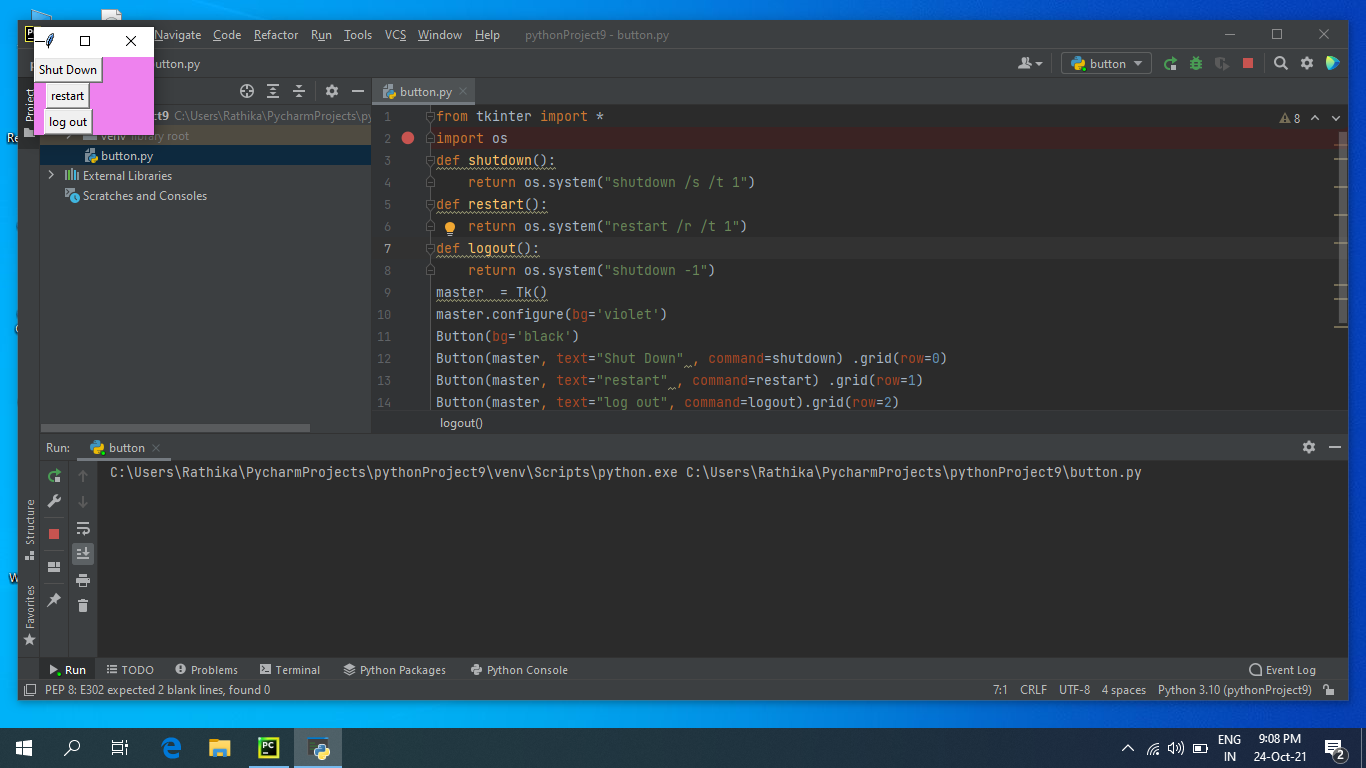 Navigate Code Refactor Run Tools VCS Window Help pythonProject9 - button.py
Shut Down
restart
log out
utton.py
button
Project
ct9 C:\Users\Rathika\PycharmProjects\py
venv library root
button.py
External Libraries
Scratches and Consoles
button.py
8
1 from tkinter import *
2 import os
3 def shutdown():
4 return os.system("shutdown /s /t 1")
5 def restart():
6 return os.system("restart /r /t 1")
7 def logout():
8 return os.system("shutdown -1")
9 master  = Tk()
10 master.configure(bg='violet')
11 Button(bg='black')
12 Button(master, text="Shut Down" , command=shutdown) .grid(row=0)
13 Button(master, text="restart" , command=restart) .grid(row=1)
14 Button(master, text="log out", command=logout).grid(row=2)
logout()
Run: button
C:\Users\Rathika\PycharmProjects\pythonProject9\venv\Scripts\python.exe C:\Users\Rathika\PycharmProjects\pythonProject9\button.py
Structure
Favorites
Run TODO Problems Terminal Python Packages Python Console Event Log
PEP 8: E302 expected 2 blank lines, found 0 7:1 CRLF UTF-8 4 spaces Python 3.10 (pythonProject9)
PC
ENG 9:08 PM
IN 24-Oct-21
2